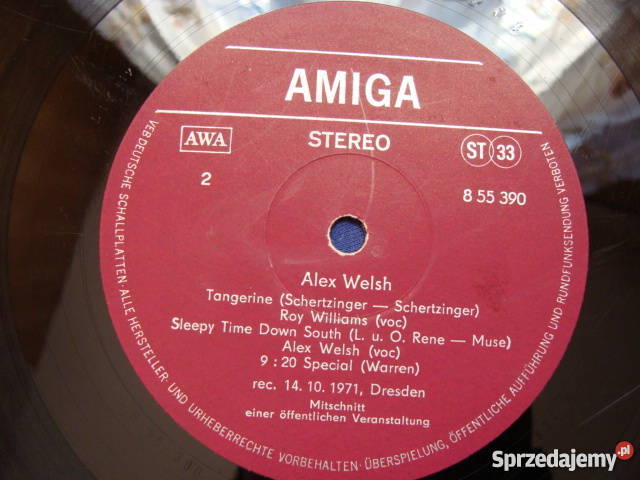 AMIGA
AWA
STEREO
ST 33
2
8 55 390
Alex Welsh
Tangerine (Schertzinger — Schertzinger)
Roy Williams (voc)
Sleepy Time Down South (L. u. O. Rene — Muse)
Alex Welsh (voc)
9 : 20 Special (Warren)
rec. 14. 10. 1971, Dresden
Mitschnitt
einer öffentlichen Veranstaltung
VEB DEUTSCHE SCHALLPLATTEN · ALLE HERSTELLER- UND URHEBERRECHTE VORBEHALTEN · ÜBERSPIELUNG, ÖFFENTLICHE AUFFÜHRUNG UND RUNDFUNKSENDUNG VERBOTEN
Sprzedajemy.pl